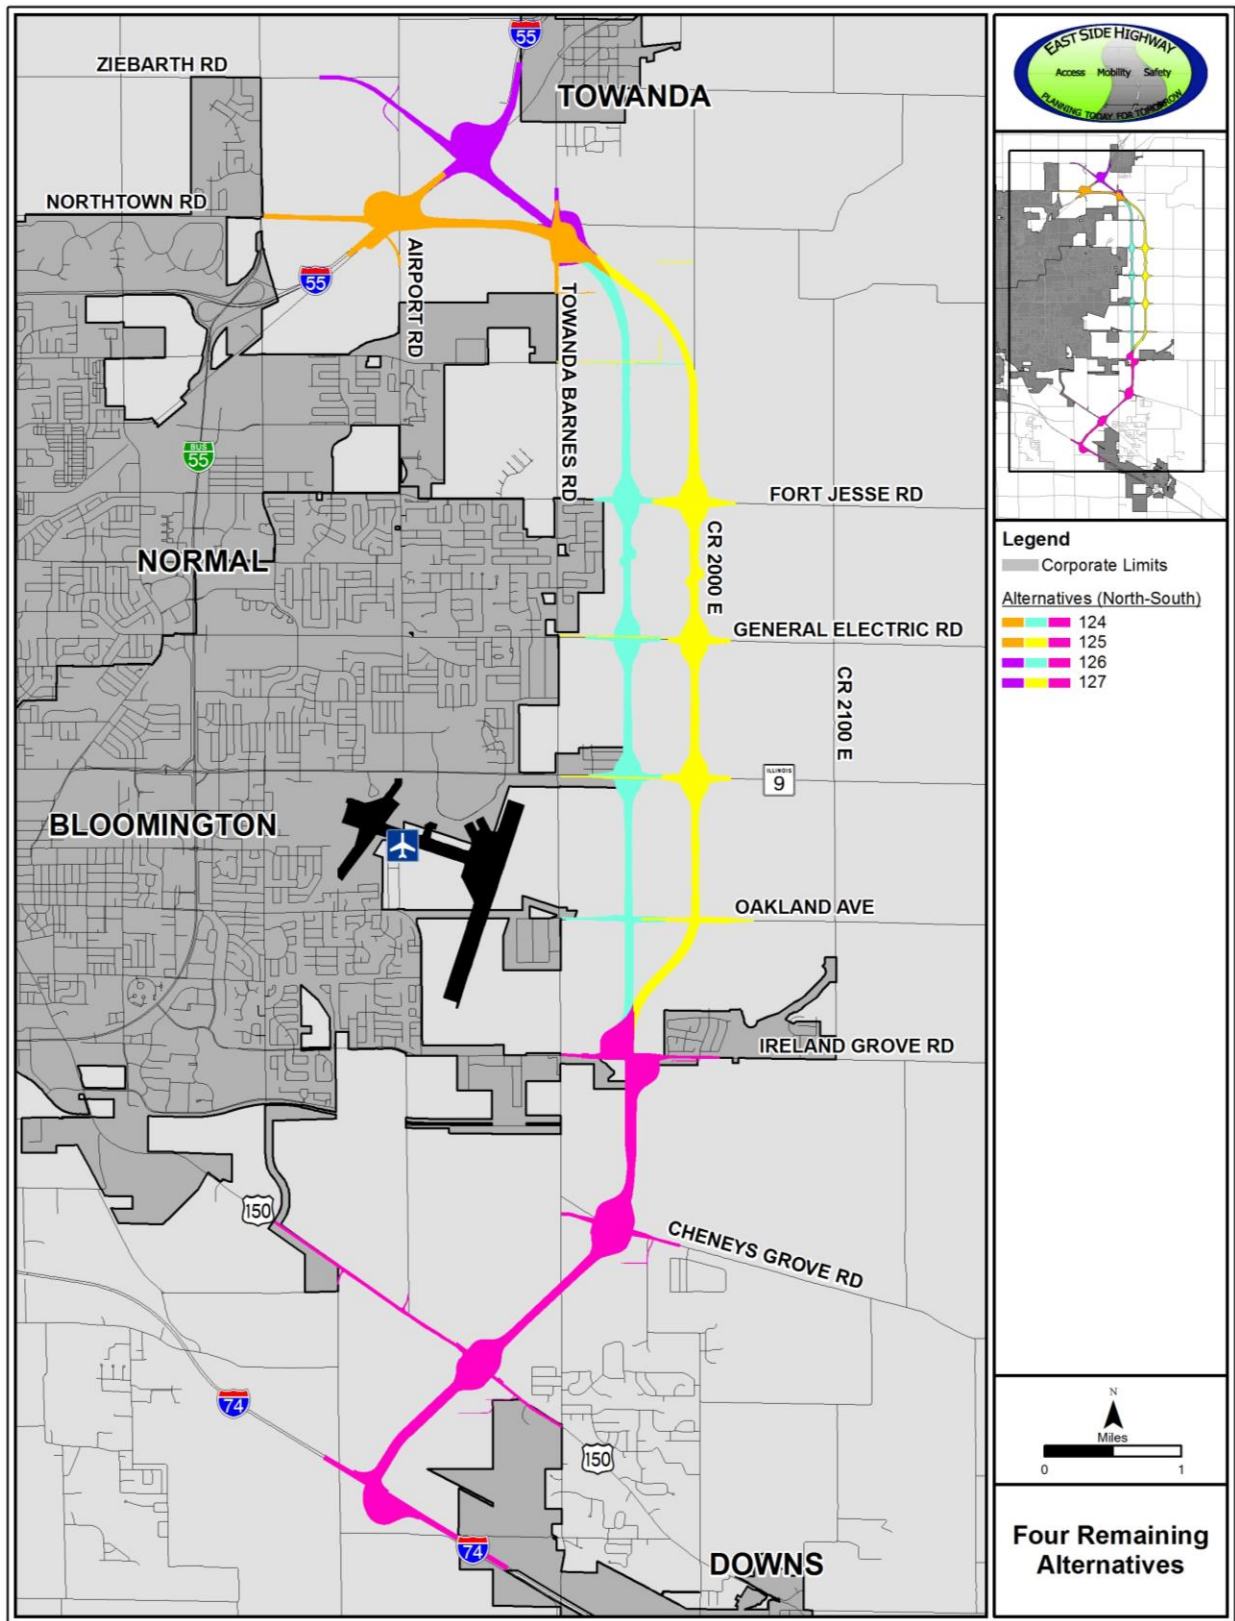 55
ZIEBARTH RD
TOWANDA
NORTHTOWN RD
55
AIRPORT RD
TOWANDA BARNES RD
BUS
55
FORT JESSE RD
NORMAL
CR 2000 E
GENERAL ELECTRIC RD
CR 2100 E
ILLINOIS
9
BLOOMINGTON
OAKLAND AVE
IRELAND GROVE RD
150
CHENEYS GROVE RD
74
150
74
DOWNS
EAST SIDE HIGHWAY
Access Mobility Safety
PLANNING TODAY FOR TOMORROW
Legend
Corporate Limits
Alternatives (North-South)
124
125
126
127
N
Miles
0 1
Four Remaining
Alternatives